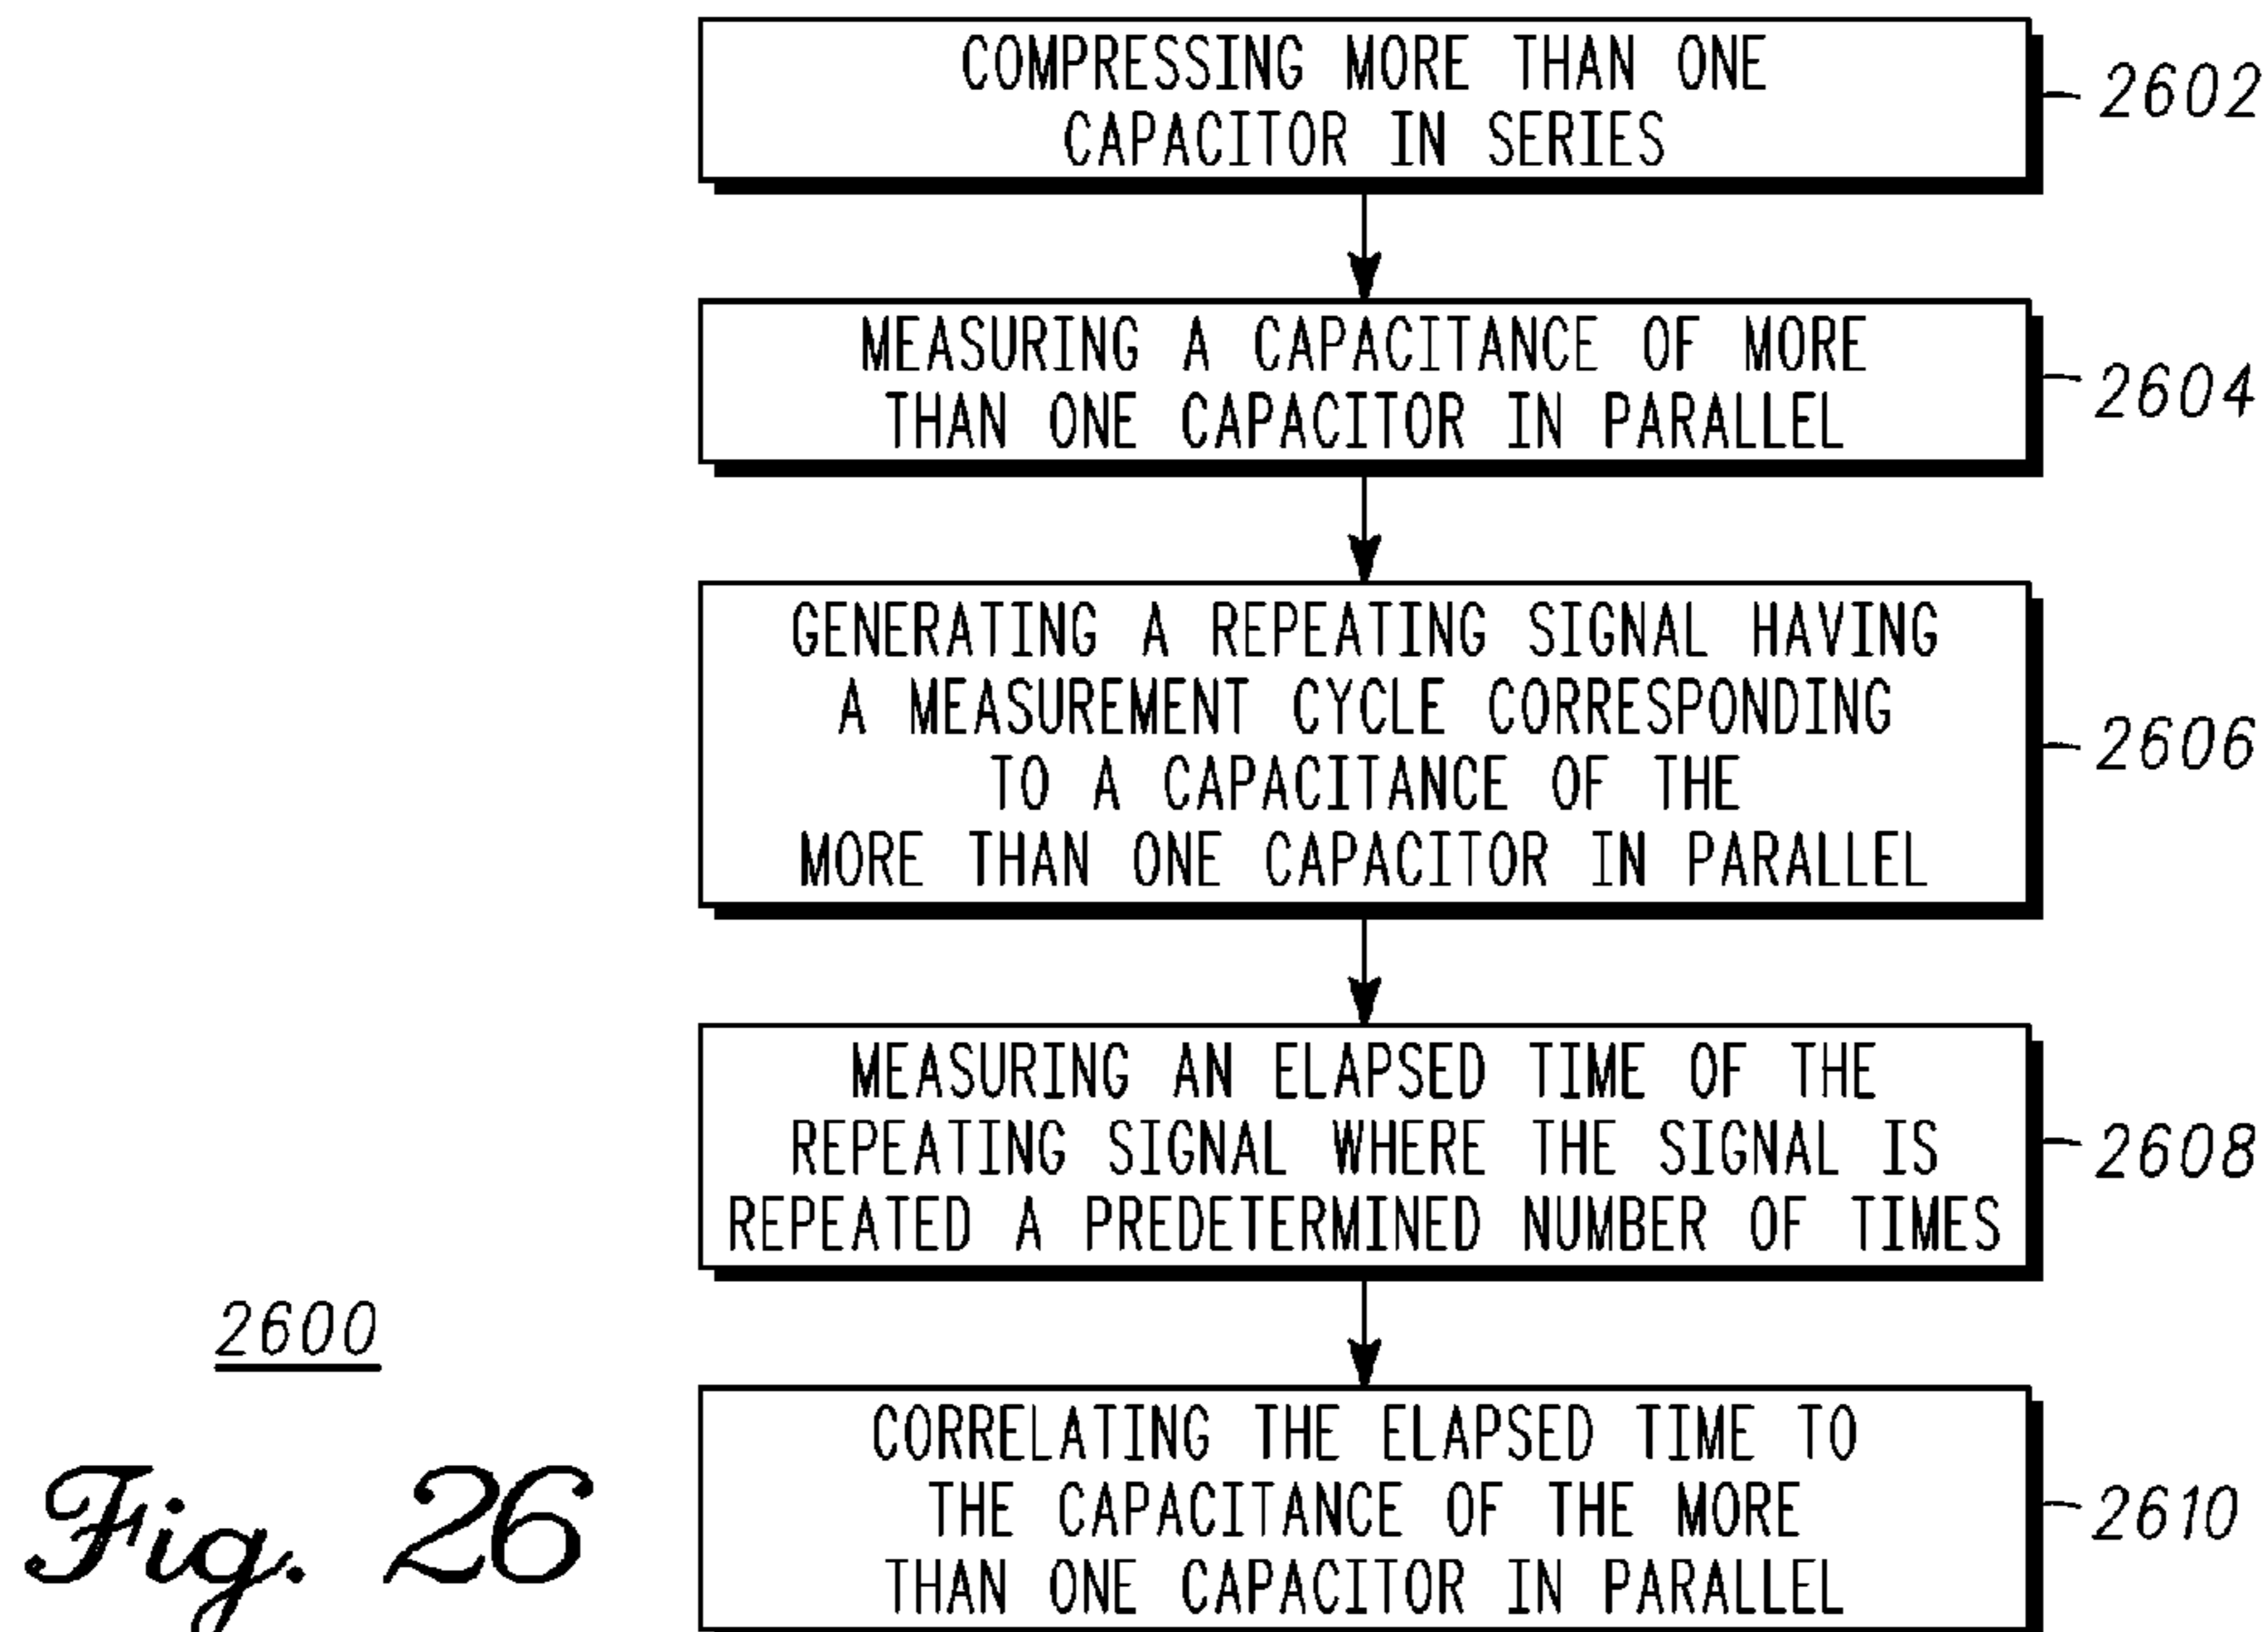 COMPRESSING MORE THAN ONE
CAPACITOR IN SERIES
2602
MEASURING A CAPACITANCE OF MORE
THAN ONE CAPACITOR IN PARALLEL
2604
GENERATING A REPEATING SIGNAL HAVING
A MEASUREMENT CYCLE CORRESPONDING
TO A CAPACITANCE OF THE
MORE THAN ONE CAPACITOR IN PARALLEL
2606
MEASURING AN ELAPSED TIME OF THE
REPEATING SIGNAL WHERE THE SIGNAL IS
REPEATED A PREDETERMINED NUMBER OF TIMES
2608
CORRELATING THE ELAPSED TIME TO
THE CAPACITANCE OF THE MORE
THAN ONE CAPACITOR IN PARALLEL
2610
2600
Fig. 26